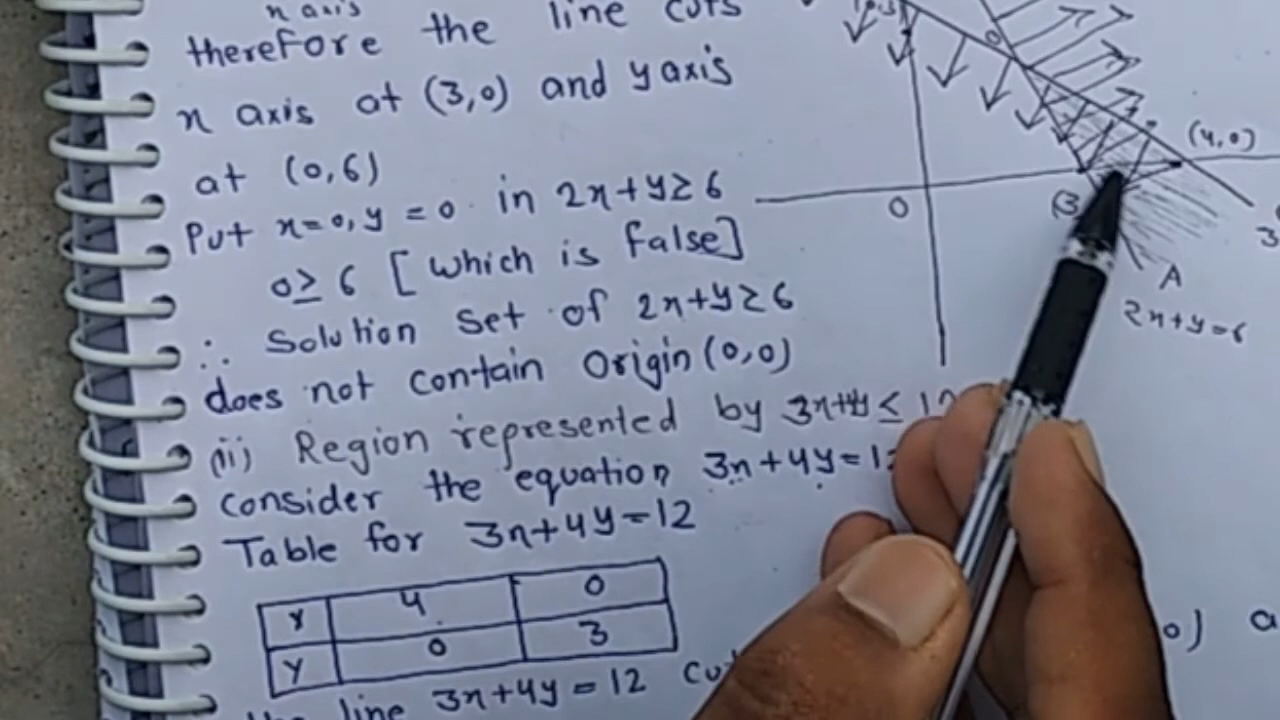 x axis
therefore the line cuts
x axis at (3,0) and y axis
at (0,6)
Put x=0, y=0 in 2x+y≥6
0≥6 [which is false]
∴ Solution set of 2x+y≥6
does not contain Origin (0,0)
(ii) Region represented by 3x+4y≤
consider the equation 3x+4y=
Table for 3x+4y=12
X 4 0
Y 0 3
line 3x+4y=12
(4,0)
O
(3
A
2x+y=6
3
0) a